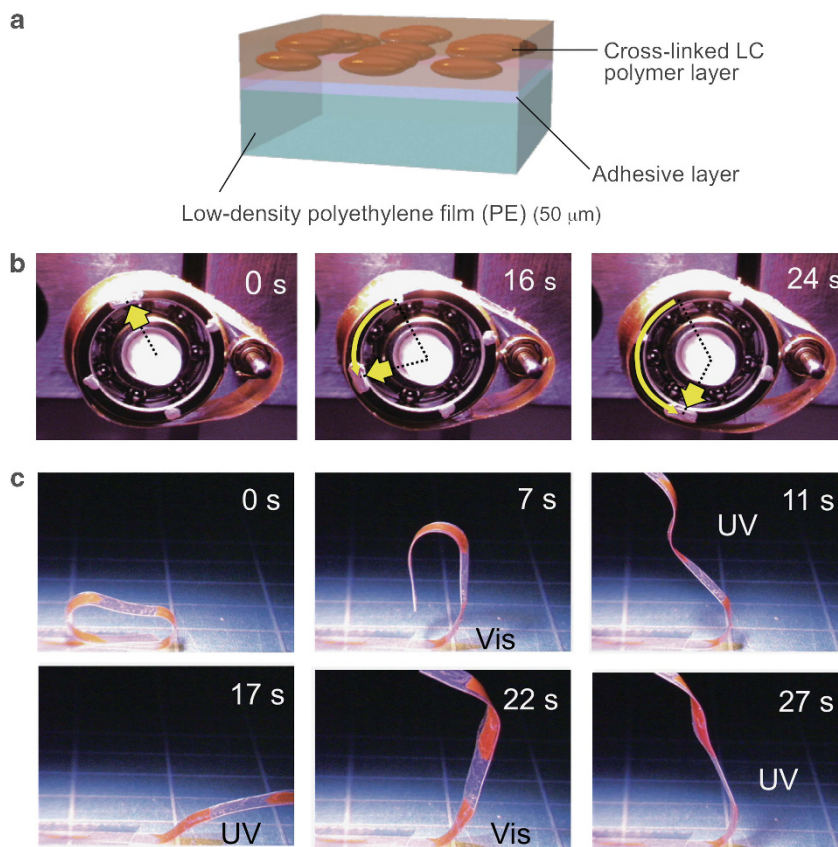 a
Cross-linked LC
polymer layer
Adhesive layer
Low-density polyethylene film (PE) (50 μm)
b
0 s
16 s
24 s
c
0 s
7 s
Vis
11 s
UV
17 s
UV
22 s
Vis
27 s
UV